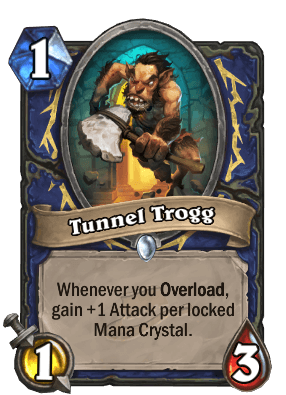 1
Tunnel Trogg
Whenever you Overload,
gain +1 Attack per locked
Mana Crystal.
1
3